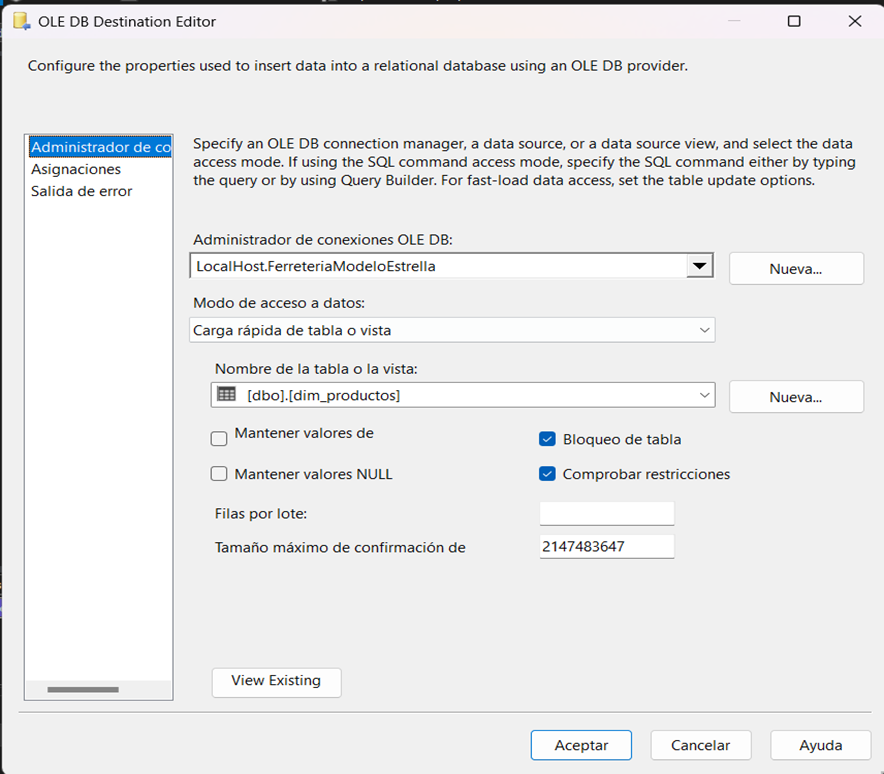 OLE DB Destination Editor
Configure the properties used to insert data into a relational database using an OLE DB provider.
Administrador de co
Asignaciones
Salida de error
Specify an OLE DB connection manager, a data source, or a data source view, and select the data
access mode. If using the SQL command access mode, specify the SQL command either by typing
the query or by using Query Builder. For fast-load data access, set the table update options.
Administrador de conexiones OLE DB:
LocalHost.FerreteriaModeloEstrella
Nueva...
Modo de acceso a datos:
Carga rápida de tabla o vista
Nombre de la tabla o la vista:
[dbo].[dim_productos]
Nueva...
Mantener valores de
Bloqueo de tabla
Mantener valores NULL
Comprobar restricciones
Filas por lote:
Tamaño máximo de confirmación de
2147483647
View Existing
Aceptar
Cancelar
Ayuda